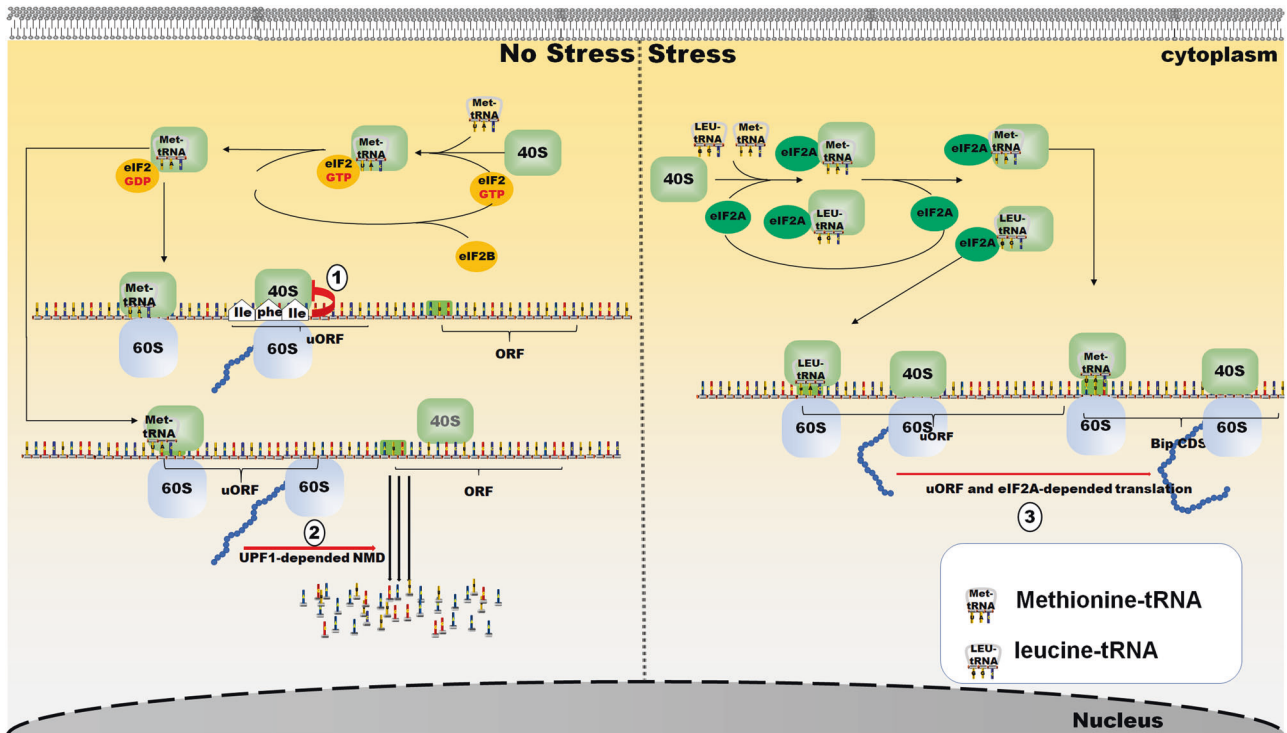 No Stress
Stress
cytoplasm
Met-
tRNA
40S
Met-
tRNA
eIF2
GTP
eIF2
GTP
Met-
tRNA
eIF2
GDP
eIF2B
Met-
tRNA
60S
40S
1
Ile
phe
Ile
60S
uORF
ORF
Met-
tRNA
60S
uORF
60S
40S
ORF
2
UPF1-depended NMD
LEU-
tRNA
Met-
tRNA
40S
eIF2A
eIF2A
Met-
tRNA
eIF2A
LEU-
tRNA
eIF2A
eIF2A
Met-
tRNA
eIF2A
LEU-
tRNA
LEU-
tRNA
60S
40S
60S
uORF
Met-
tRNA
60S
40S
60S
Bip CDS
uORF and eIF2A-depended translation
3
Met-
tRNA
Methionine-tRNA
LEU-
tRNA
leucine-tRNA
Nucleus